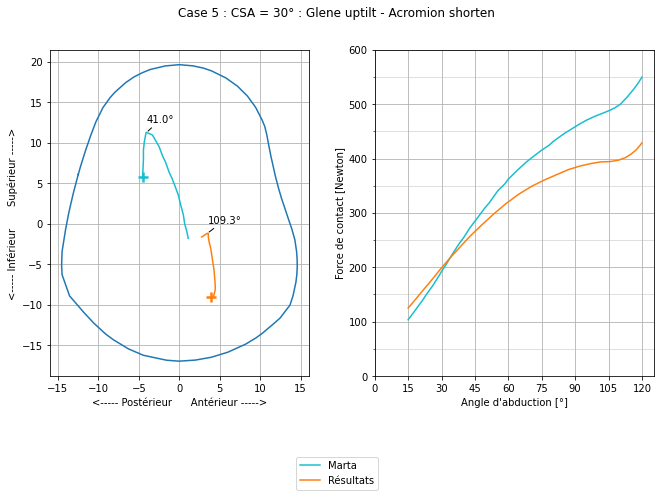 Case 5 : CSA = 30° : Glene uptilt - Acromion shorten
20
15
10
5
0
−5
−10
−15
<----- Inférieur Supérieur ----->
41.0°
109.3°
−15 −10 −5 0 5 10 15
<----- Postérieur Antérieur ----->
600
500
400
300
200
100
0
Force de contact [Newton]
0 15 30 45 60 75 90 105 120
Angle d'abduction [°]
Marta
Résultats